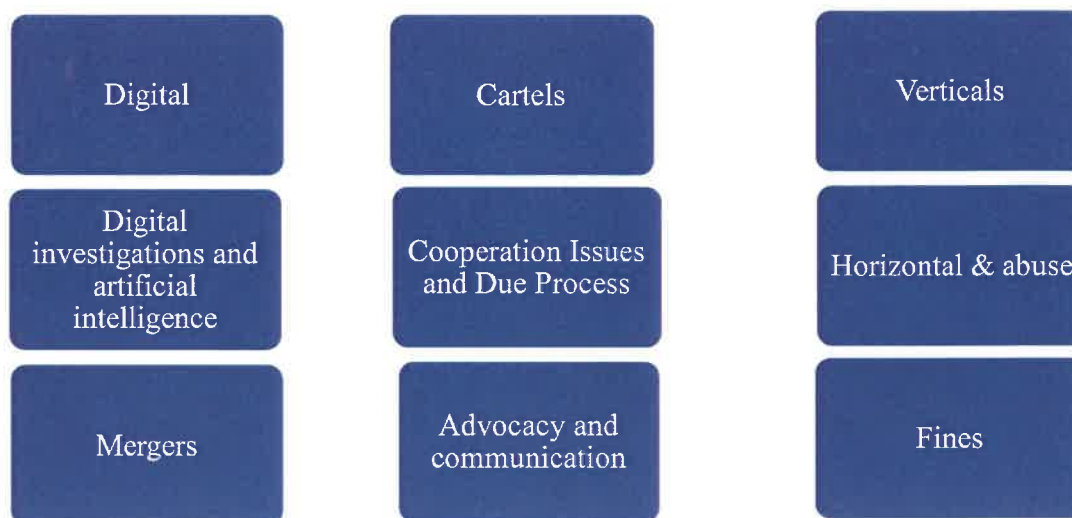 Digital
Cartels
Verticals
Digital
investigations and
artificial
intelligence
Cooperation Issues
and Due Process
Horizontal & abuse
Mergers
Advocacy and
communication
Fines